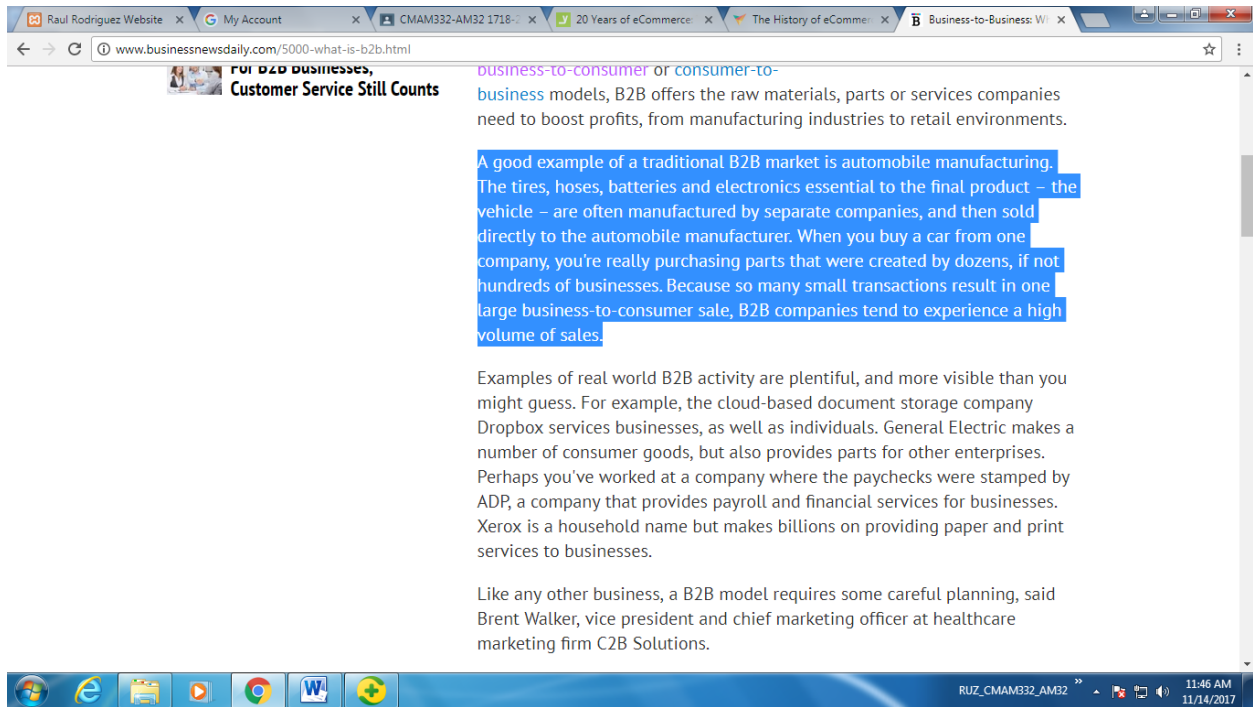 Raul Rodriguez Website
My Account
CMAM332-AM32 1718-2
20 Years of eCommerce:
The History of eCommer
Business-to-Business: Wh
www.businessnewsdaily.com/5000-what-is-b2b.html
For B2B Businesses,
Customer Service Still Counts
business-to-consumer or consumer-to-
business models, B2B offers the raw materials, parts or services companies
need to boost profits, from manufacturing industries to retail environments.
A good example of a traditional B2B market is automobile manufacturing.
The tires, hoses, batteries and electronics essential to the final product – the
vehicle – are often manufactured by separate companies, and then sold
directly to the automobile manufacturer. When you buy a car from one
company, you're really purchasing parts that were created by dozens, if not
hundreds of businesses. Because so many small transactions result in one
large business-to-consumer sale, B2B companies tend to experience a high
volume of sales.
Examples of real world B2B activity are plentiful, and more visible than you
might guess. For example, the cloud-based document storage company
Dropbox services businesses, as well as individuals. General Electric makes a
number of consumer goods, but also provides parts for other enterprises.
Perhaps you've worked at a company where the paychecks were stamped by
ADP, a company that provides payroll and financial services for businesses.
Xerox is a household name but makes billions on providing paper and print
services to businesses.
Like any other business, a B2B model requires some careful planning, said
Brent Walker, vice president and chief marketing officer at healthcare
marketing firm C2B Solutions.
RUZ_CMAM332_AM32
11:46 AM
11/14/2017